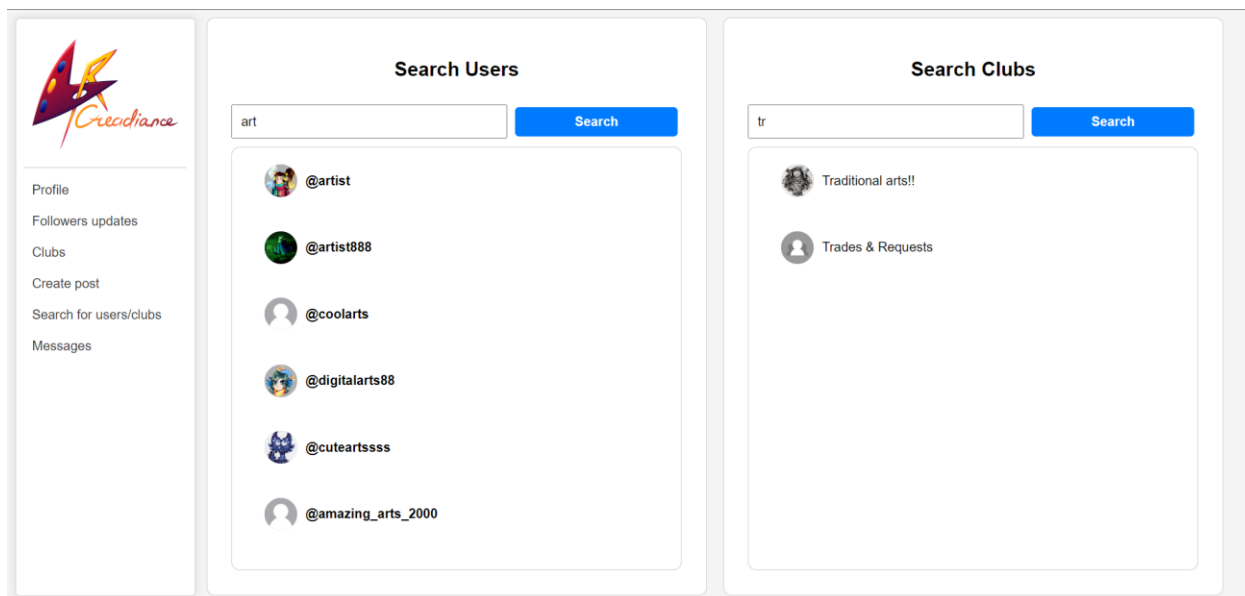 Creadiance
Profile
Followers updates
Clubs
Create post
Search for users/clubs
Messages
Search Users
art
Search
@artist
@artist888
@coolarts
@digitalarts88
@cuteartssss
@amazing_arts_2000
Search Clubs
tr
Search
Traditional arts!!
Trades & Requests